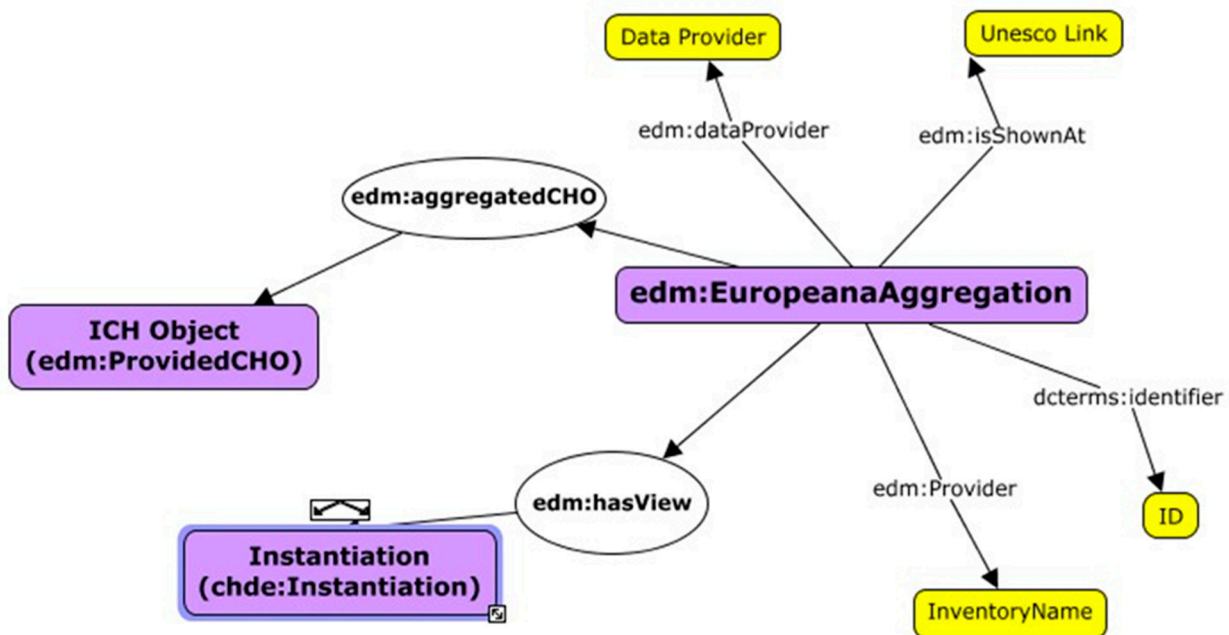 Data Provider
Unesco Link
edm:dataProvider
edm:isShownAt
edm:aggregatedCHO
edm:EuropeanaAggregation
ICH Object
(edm:ProvidedCHO)
dcterms:identifier
edm:Provider
edm:hasView
ID
Instantiation
(chde:Instantiation)
InventoryName